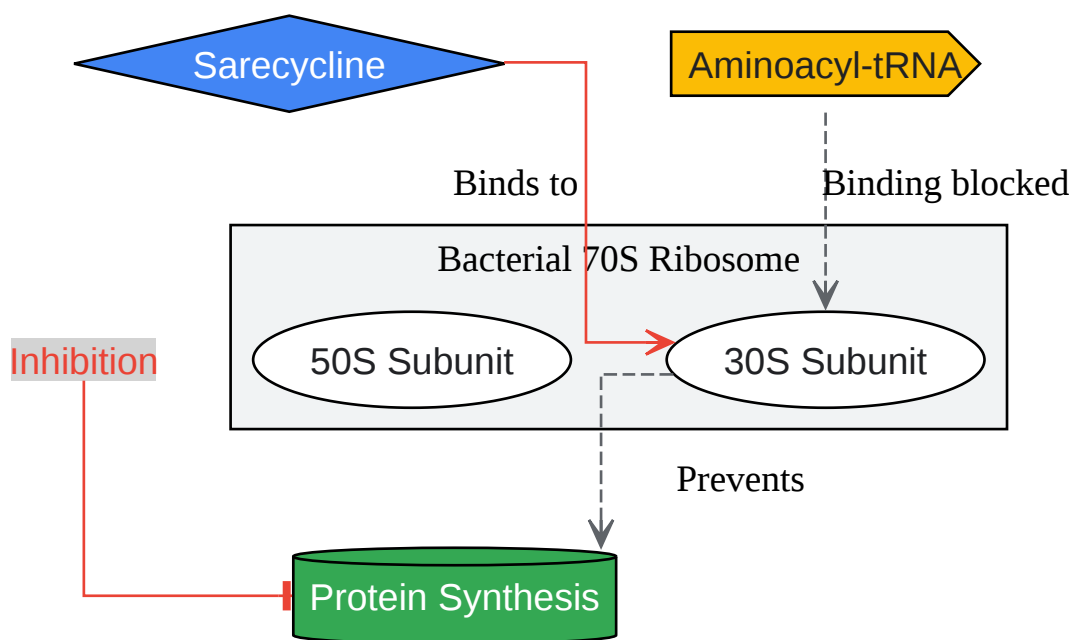 Sarecycline
Aminoacyl-tRNA
Binds to
Binding blocked
Bacterial 70S Ribosome
50S Subunit
30S Subunit
Inhibition
Prevents
Protein Synthesis